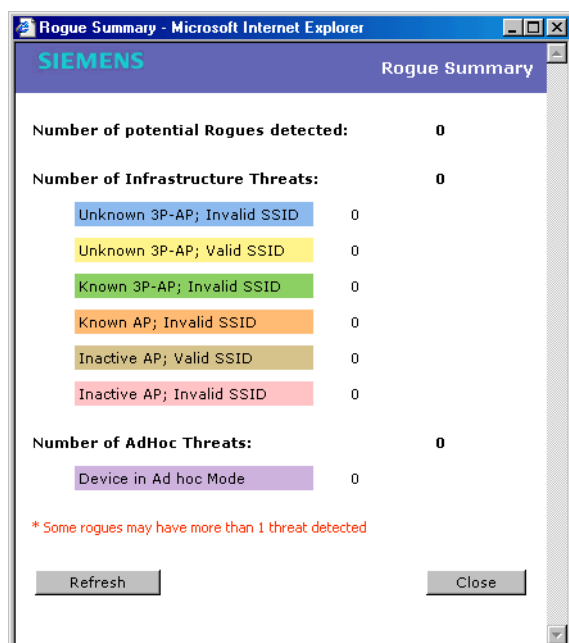 Rogue Summary - Microsoft Internet Explorer
SIEMENS
Rogue Summary
Number of potential Rogues detected: 0
Number of Infrastructure Threats: 0
Unknown 3P-AP; Invalid SSID 0
Unknown 3P-AP; Valid SSID 0
Known 3P-AP; Invalid SSID 0
Known AP; Invalid SSID 0
Inactive AP; Valid SSID 0
Inactive AP; Invalid SSID 0
Number of AdHoc Threats: 0
Device in Ad hoc Mode 0
* Some rogues may have more than 1 threat detected
Refresh Close